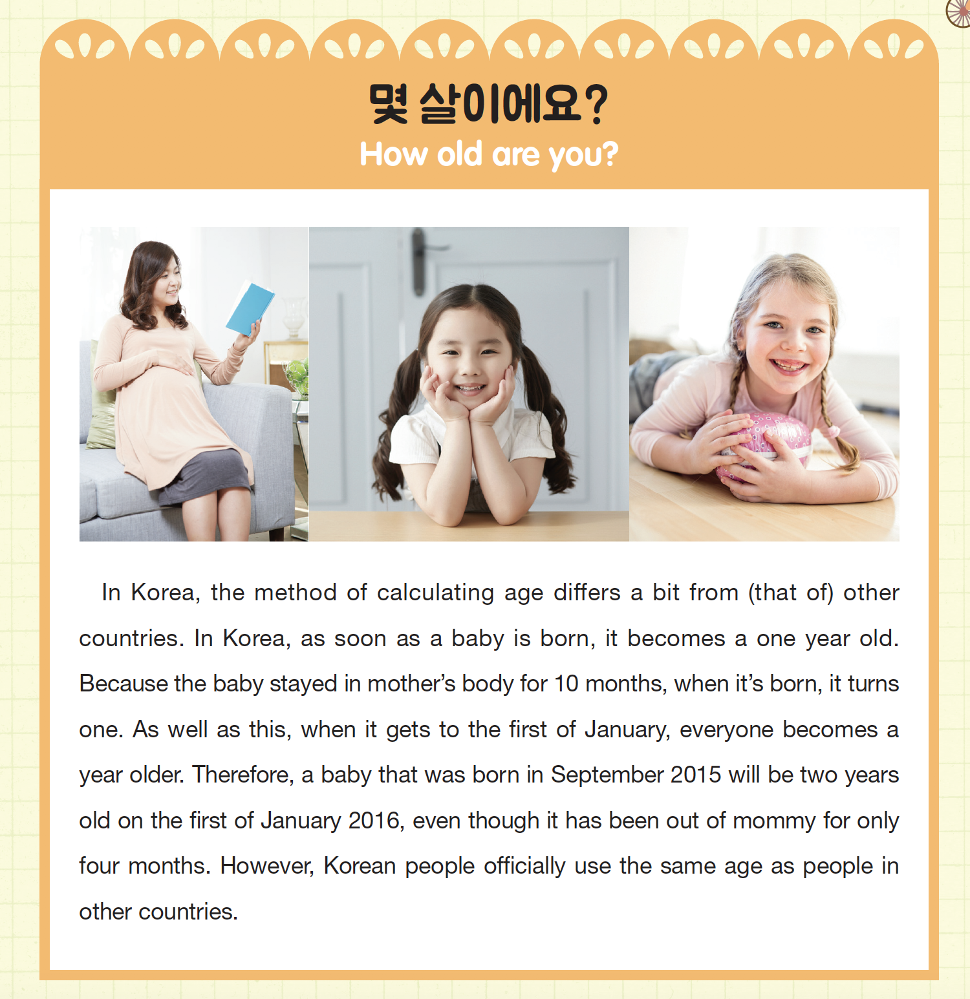 몇 살이에요?
How old are you?
In Korea, the method of calculating age differs a bit from (that of) other
countries. In Korea, as soon as a baby is born, it becomes a one year old.
Because the baby stayed in mother’s body for 10 months, when it’s born, it turns
one. As well as this, when it gets to the first of January, everyone becomes a
year older. Therefore, a baby that was born in September 2015 will be two years
old on the first of January 2016, even though it has been out of mommy for only
four months. However, Korean people officially use the same age as people in
other countries.